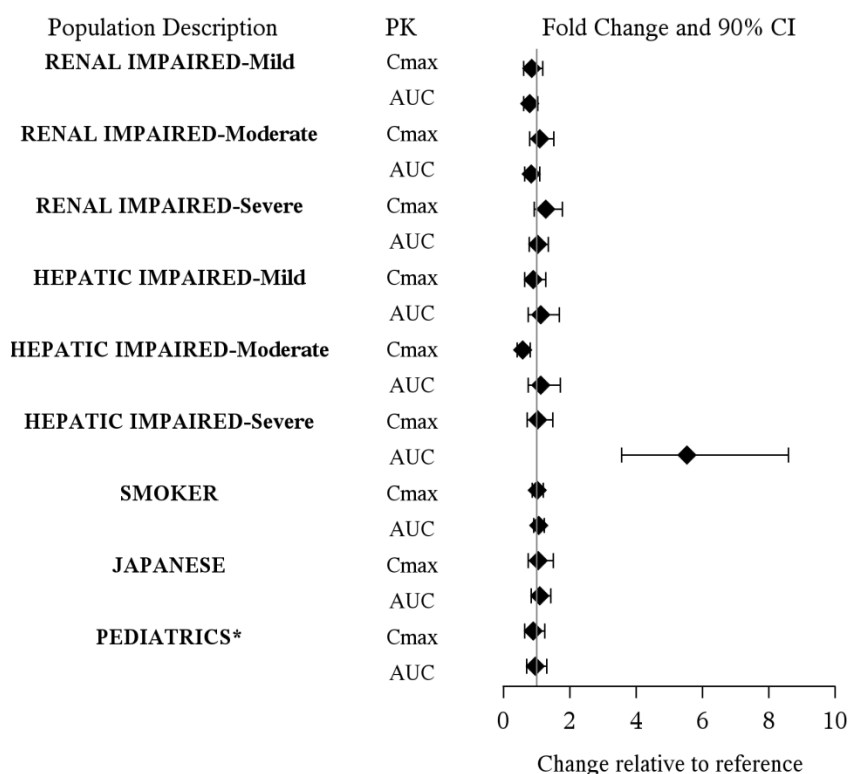 Population Description PK Fold Change and 90% CI
RENAL IMPAIRED-Mild Cmax
AUC
RENAL IMPAIRED-Moderate Cmax
AUC
RENAL IMPAIRED-Severe Cmax
AUC
HEPATIC IMPAIRED-Mild Cmax
AUC
HEPATIC IMPAIRED-Moderate Cmax
AUC
HEPATIC IMPAIRED-Severe Cmax
AUC
SMOKER Cmax
AUC
JAPANESE Cmax
AUC
PEDIATRICS* Cmax
AUC
0 2 4 6 8 10
Change relative to reference